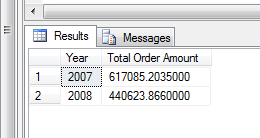 Results Messages
Year Total Order Amount
1 2007 617085.2035000
2 2008 440623.8660000